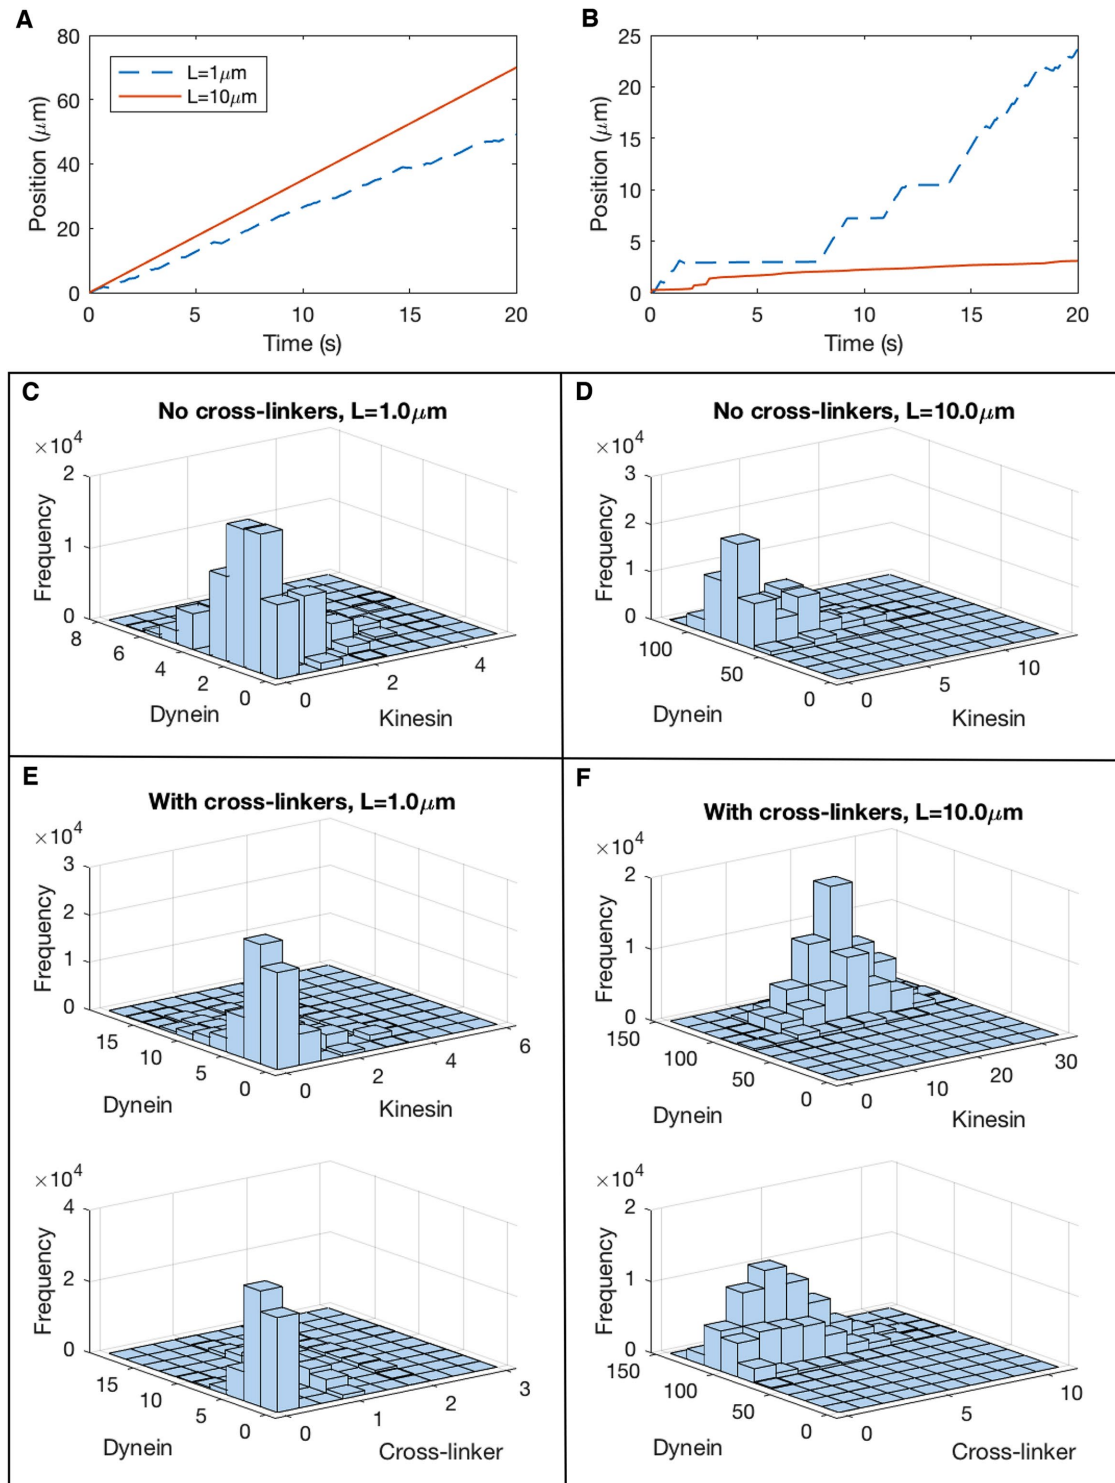 A
80
60
40
20
0
Position (μm)
L=1μm
L=10μm
0 5 10 15 20
Time (s)
B
25
20
15
10
5
0
Position (μm)
0 5 10 15 20
Time (s)
C
No cross-linkers, L=1.0μm
×10⁴
2
1
0
Frequency
8 6 4 2 0
Dynein
0 2 4
Kinesin
D
No cross-linkers, L=10.0μm
×10⁴
3
2
1
0
Frequency
100 50 0
Dynein
0 5 10
Kinesin
E
With cross-linkers, L=1.0μm
×10⁴
3
2
1
0
Frequency
15 10 5 0
Dynein
0 2 4 6
Kinesin
×10⁴
4
2
0
Frequency
15 10 5 0
Dynein
0 1 2 3
Cross-linker
F
With cross-linkers, L=10.0μm
×10⁴
2
1
0
Frequency
150 100 50 0
Dynein
0 10 20 30
Kinesin
×10⁴
2
1
0
Frequency
150 100 50 0
Dynein
0 5 10
Cross-linker